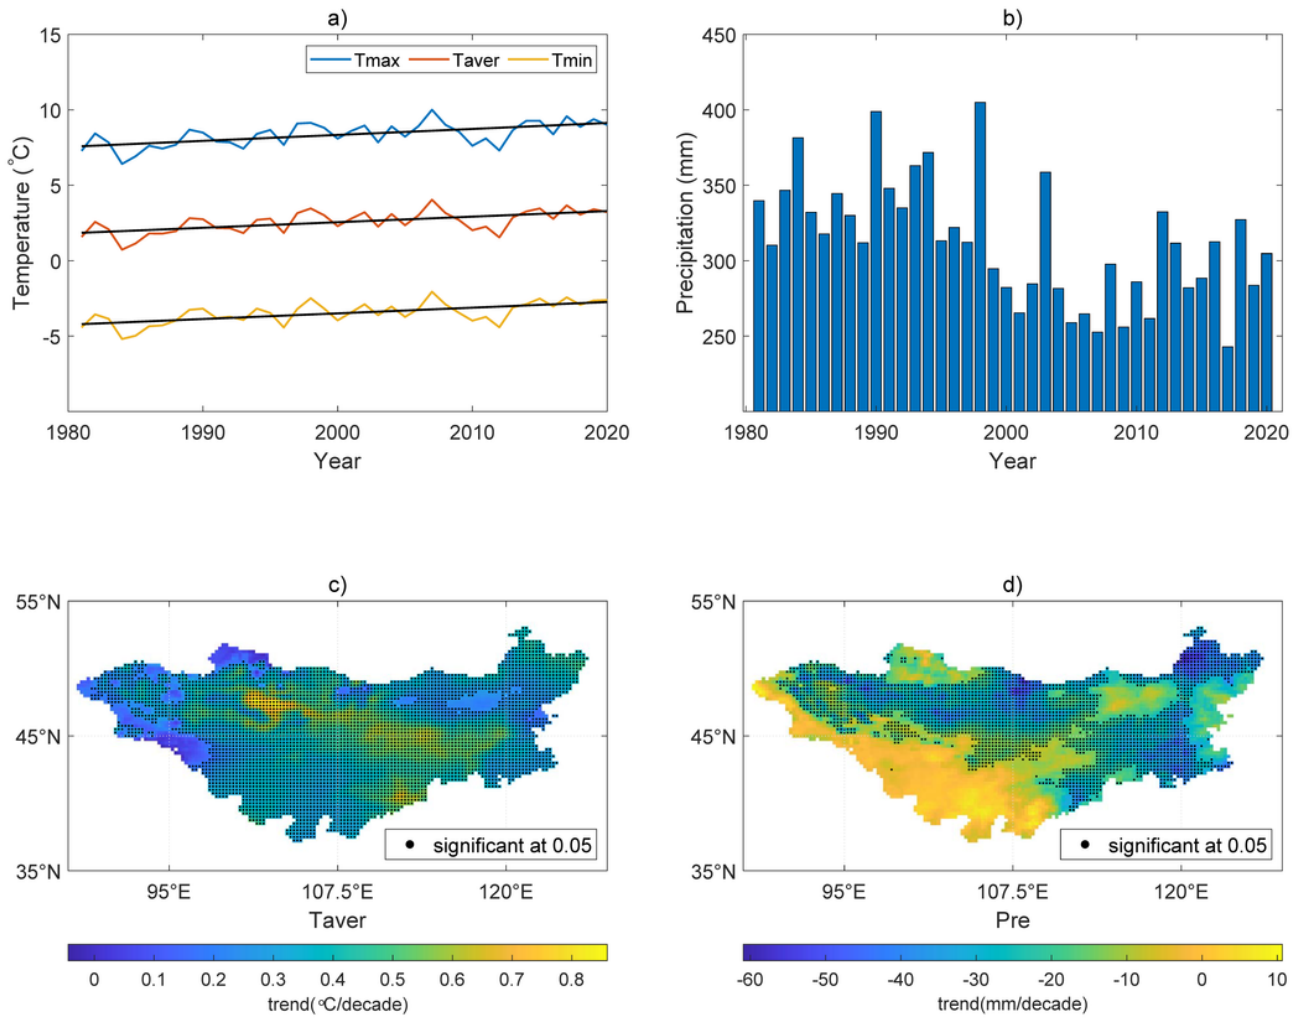 a)
15
10
5
0
-5
Temperature (°C)
Tmax Taver Tmin
1980 1990 2000 2010 2020
Year
b)
450
400
350
300
250
Precipitation (mm)
1980 1990 2000 2010 2020
Year
c)
55°N
45°N
35°N
significant at 0.05
95°E 107.5°E 120°E
Taver
0 0.1 0.2 0.3 0.4 0.5 0.6 0.7 0.8
trend(°C/decade)
d)
55°N
45°N
35°N
significant at 0.05
95°E 107.5°E 120°E
Pre
-60 -50 -40 -30 -20 -10 0 10
trend(mm/decade)